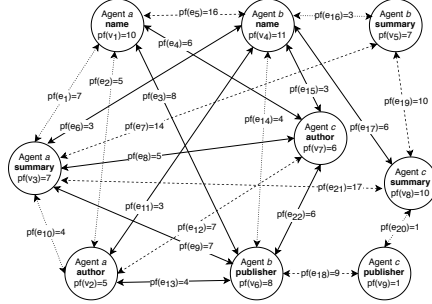 Agent a
name
pf(v1)=10
pf(e5)=16
Agent b
name
pf(v4)=11
pf(e16)=3
Agent b
summary
pf(v5)=7
pf(e4)=6
pf(e2)=5
pf(e1)=7
pf(e3)=8
pf(e15)=3
pf(e19)=10
pf(e6)=3
pf(e7)=14
pf(e14)=4
pf(e17)=6
Agent c
author
pf(v7)=6
Agent a
summary
pf(v3)=7
pf(e8)=5
Agent c
summary
pf(v8)=10
pf(e21)=17
pf(e11)=3
pf(e12)=7
pf(e22)=6
pf(e10)=4
pf(e9)=7
pf(e20)=1
Agent a
author
pf(v2)=5
pf(e13)=4
Agent b
publisher
pf(v6)=8
pf(e18)=9
Agent c
publisher
pf(v9)=1